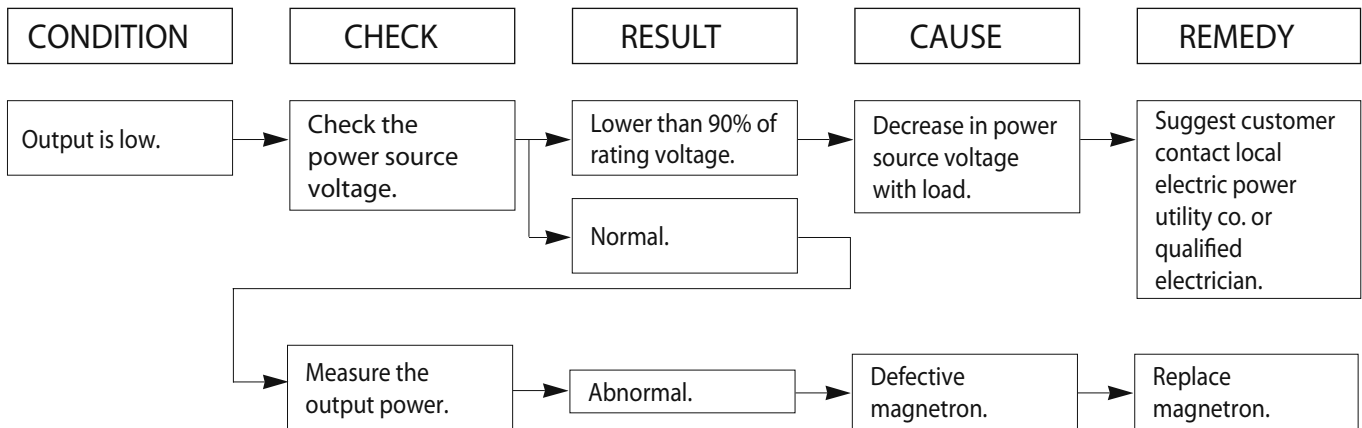 CONDITION
CHECK
RESULT
CAUSE
REMEDY
Output is low.
Check the
power source
voltage.
Lower than 90% of
rating voltage.
Decrease in power
source voltage
with load.
Suggest customer
contact local
electric power
utility co. or
qualified
electrician.
Normal.
Measure the
output power.
Abnormal.
Defective
magnetron.
Replace
magnetron.